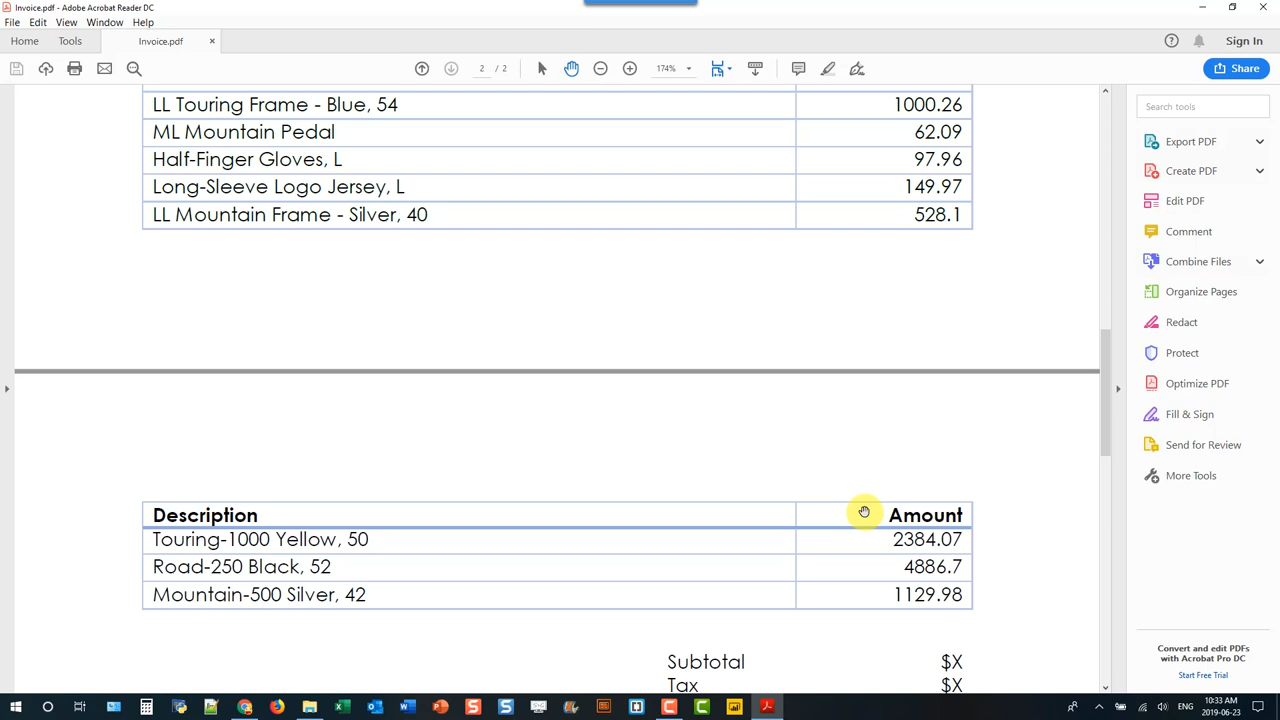 Invoice.pdf - Adobe Acrobat Reader DC
File Edit View Window Help
Home Tools Invoice.pdf × Sign In
2 / 2 174% Share
LL Touring Frame - Blue, 54 1000.26
ML Mountain Pedal 62.09
Half-Finger Gloves, L 97.96
Long-Sleeve Logo Jersey, L 149.97
LL Mountain Frame - Silver, 40 528.1
Description Amount
Touring-1000 Yellow, 50 2384.07
Road-250 Black, 52 4886.7
Mountain-500 Silver, 42 1129.98
Subtotal $X
Tax $X
Search tools
Export PDF
Create PDF
Edit PDF
Comment
Combine Files
Organize Pages
Redact
Protect
Optimize PDF
Fill & Sign
Send for Review
More Tools
Convert and edit PDFs
with Acrobat Pro DC
Start Free Trial
10:33 AM
2019-06-23